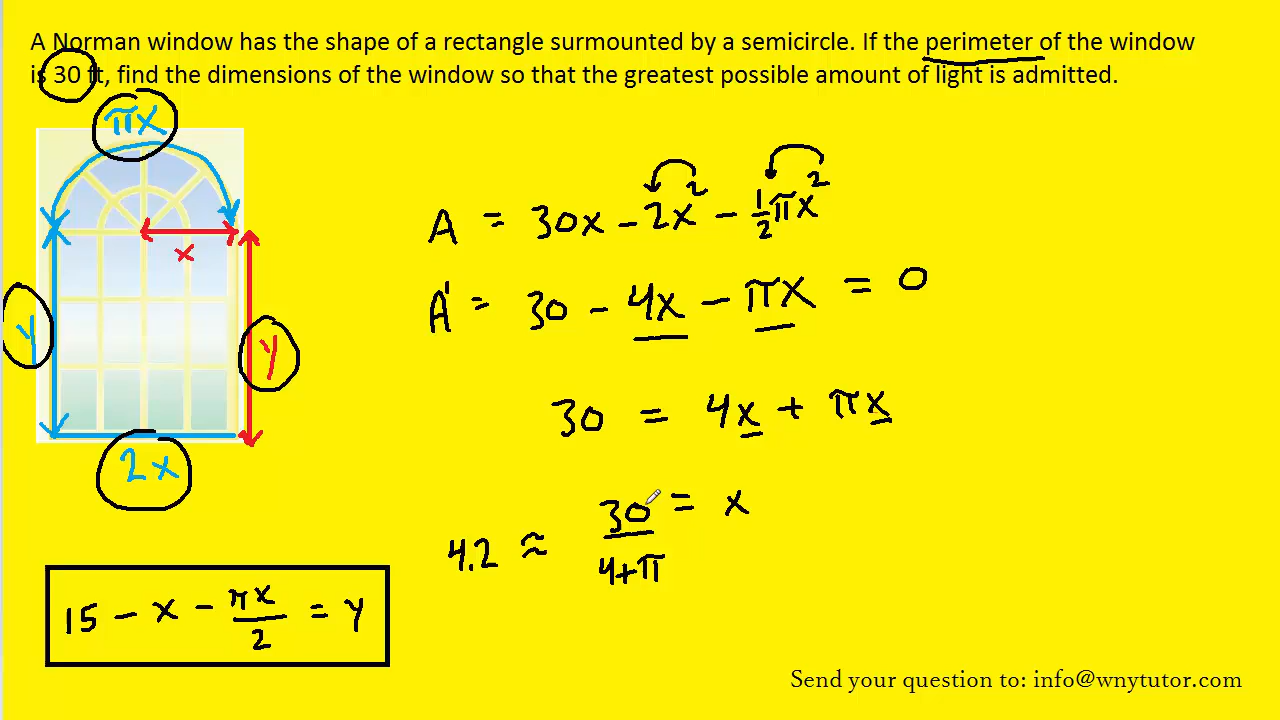 A Norman window has the shape of a rectangle surmounted by a semicircle. If the perimeter of the window
is 30 ft, find the dimensions of the window so that the greatest possible amount of light is admitted.
πx
x
y
y
2x
15 - x - πx/2 = y
A = 30x - 2x² - ½πx²
A' = 30 - 4x - πx = 0
30 = 4x + πx
4.2 ≈ 30/(4+π) = x
Send your question to: info@wnytutor.com